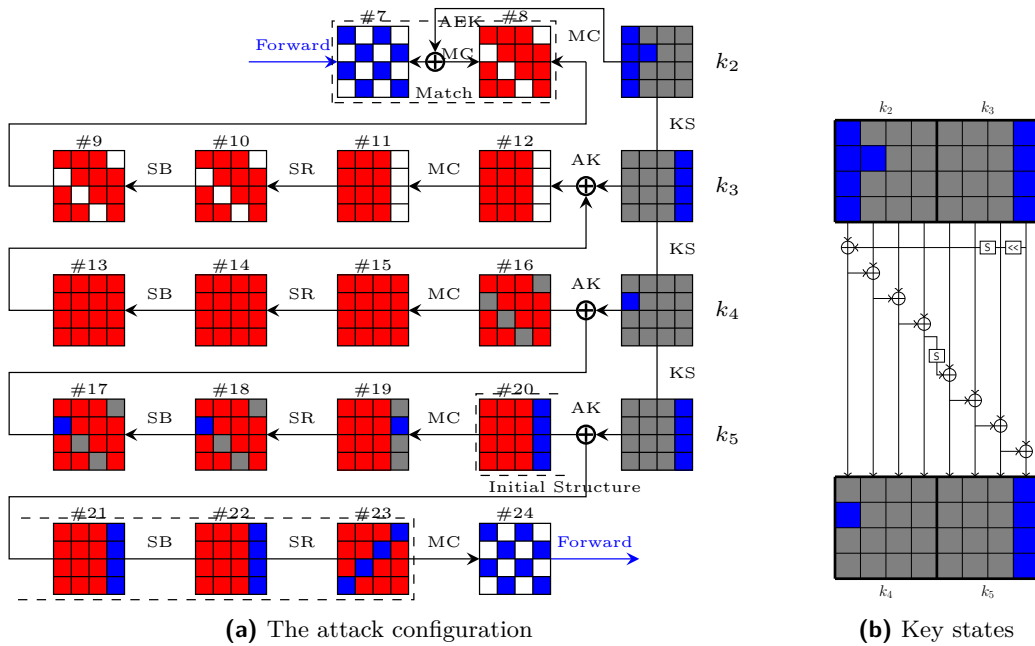 #7 AEK #8
Forward MC MC k2
Match
KS
#9 #10 #11 #12
SB SR MC AK k3
KS
#13 #14 #15 #16
SB SR MC AK k4
KS
#17 #18 #19 #20
SB SR MC AK k5
Initial Structure
#21 #22 #23 #24
SB SR MC Forward
(a) The attack configuration
k2 k3
S <<
S
k4 k5
(b) Key states